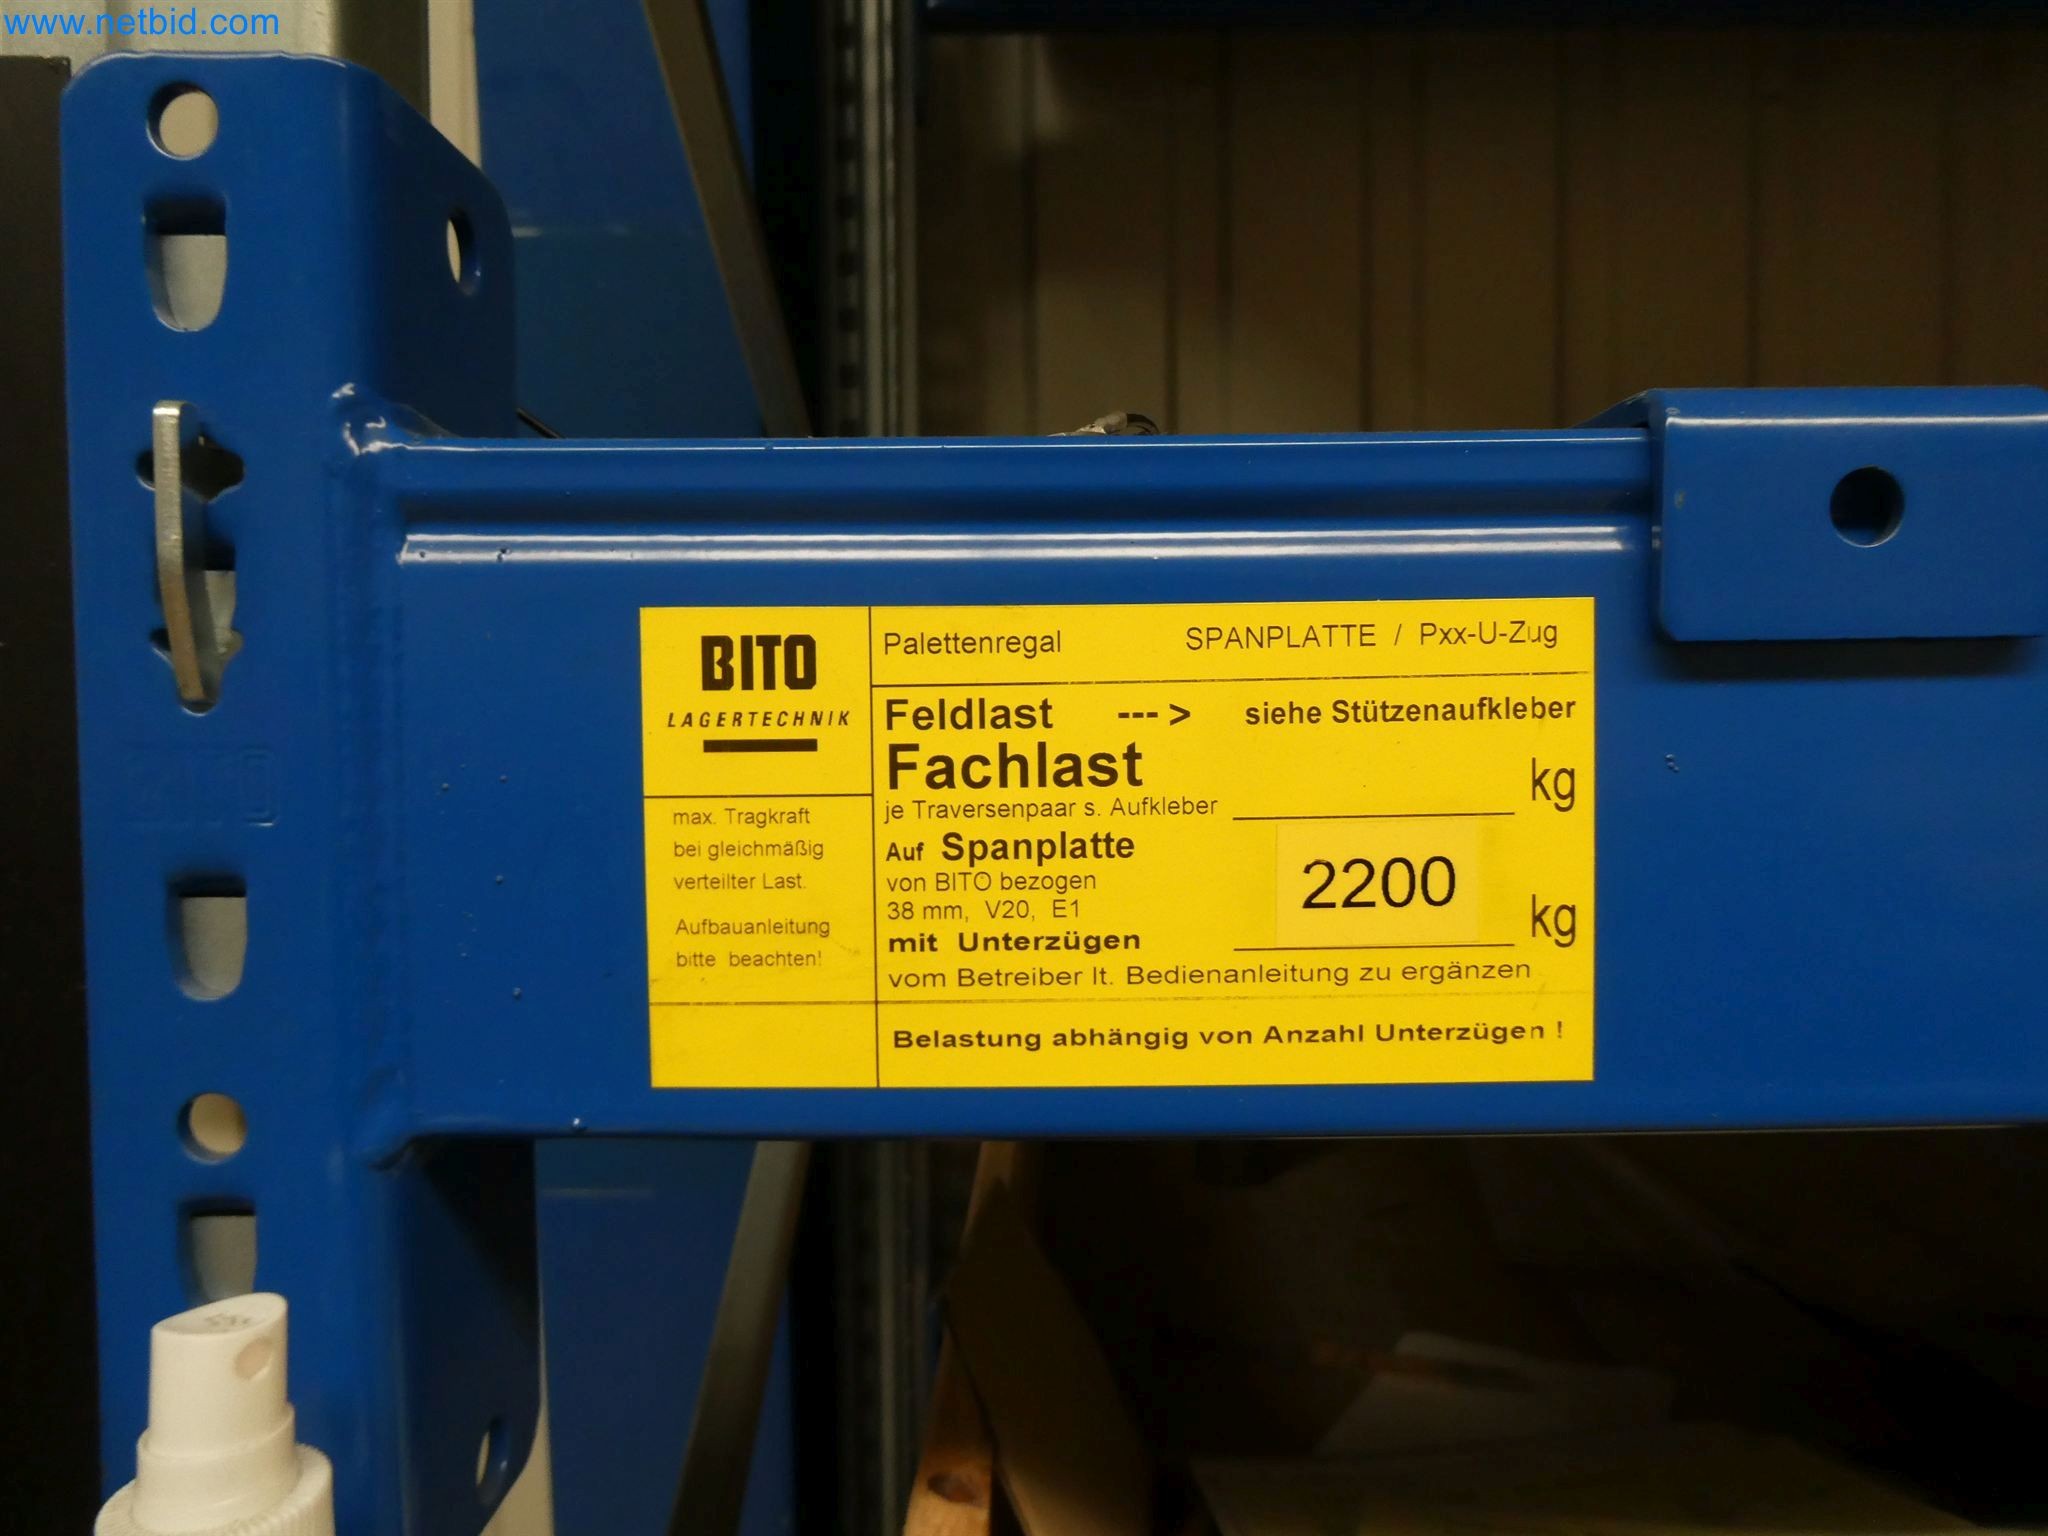 www.netbid.com
BITO
LAGERTECHNIK
max. Tragkraft
bei gleichmäßig
verteilter Last.
Aufbauanleitung
bitte beachten!
Palettenregal SPANPLATTE / Pxx-U-Zug
Feldlast ---> siehe Stützenaufkleber
Fachlast
je Traversenpaar s. Aufkleber kg
Auf Spanplatte
von BITO bezogen
38 mm, V20, E1
2200 kg
mit Unterzügen
vom Betreiber lt. Bedienanleitung zu ergänzen
Belastung abhängig von Anzahl Unterzügen !
BITO